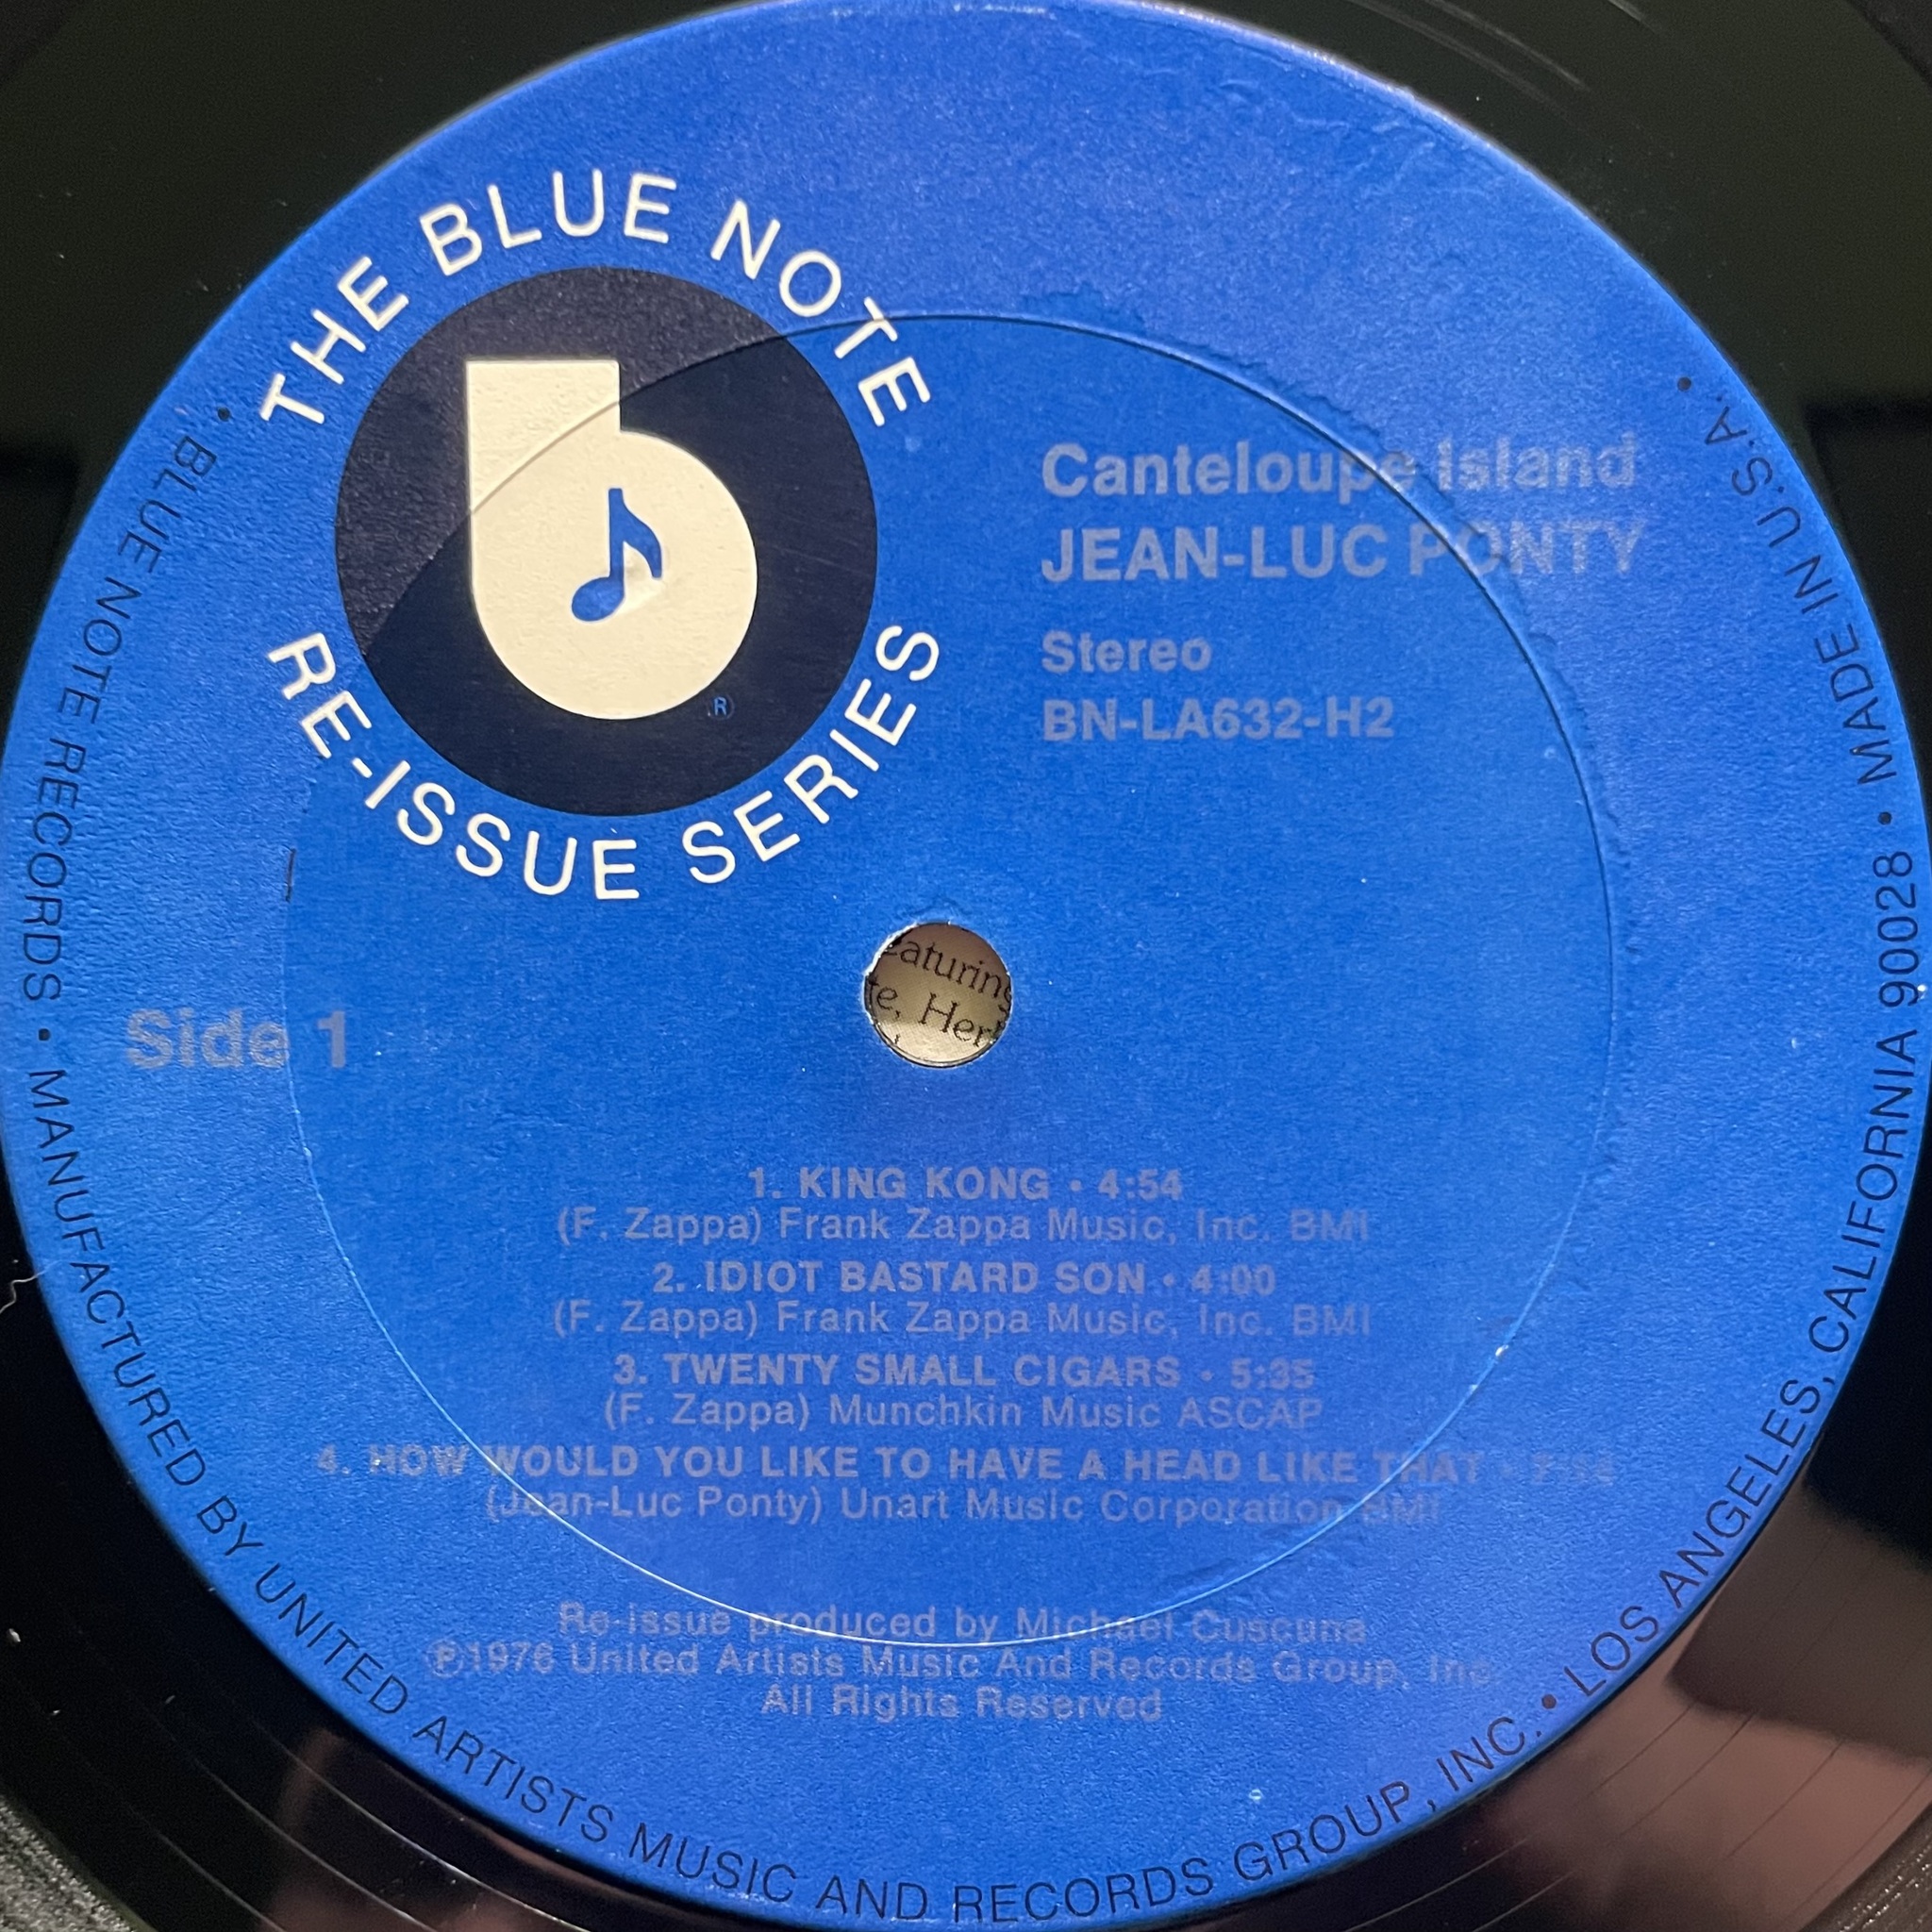 THE BLUE NOTE
RE-ISSUE SERIES
b
®
Canteloupe Island
JEAN-LUC PONTY
Stereo
BN-LA632-H2
Side 1
1. KING KONG • 4:54
(F. Zappa) Frank Zappa Music, Inc. BMI
2. IDIOT BASTARD SON • 4:00
(F. Zappa) Frank Zappa Music, Inc. BMI
3. TWENTY SMALL CIGARS • 5:35
(F. Zappa) Munchkin Music ASCAP
4. HOW WOULD YOU LIKE TO HAVE A HEAD LIKE THAT •
(Jean-Luc Ponty) Unart Music Corporation BMI
Re-issue produced by Michael Cuscuna
Ⓟ1976 United Artists Music And Records Group, Inc.
All Rights Reserved
• BLUE NOTE RECORDS • MANUFACTURED BY UNITED ARTISTS MUSIC AND RECORDS GROUP, INC. • LOS ANGELES, CALIFORNIA 90028 • MADE IN U.S.A. •